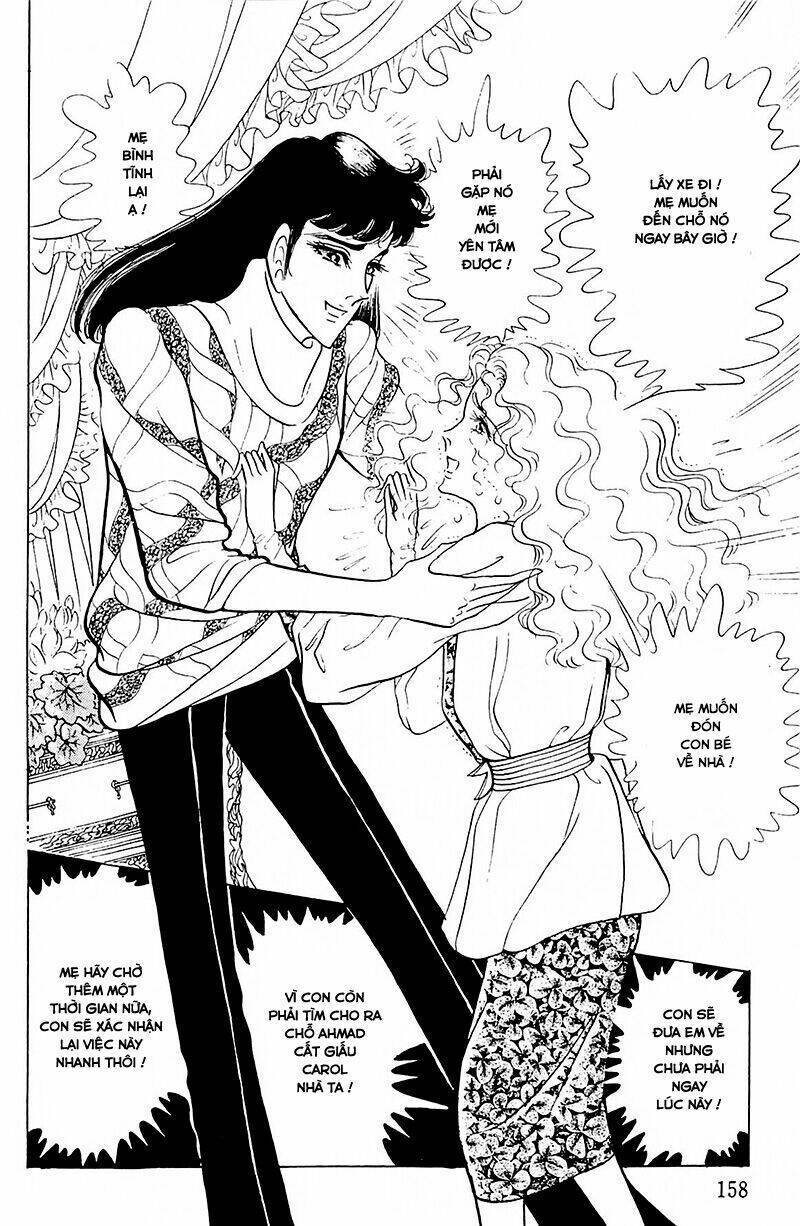 LẤY XE ĐI !
MẸ MUỐN
ĐẾN CHỖ NÓ
NGAY BÂY GIỜ !
PHẢI
GẶP NÓ
MẸ
MỚI
YÊN TÂM
ĐƯỢC !
MẸ
BÌNH
TĨNH
LẠI
Ạ !
MẸ MUỐN
ĐÓN
CON BÉ
VỀ NHÀ !
CON SẼ
ĐƯA EM VỀ
NHƯNG
CHƯA PHẢI
NGAY
LÚC NÀY !
VÌ CON CÒN
PHẢI TÌM CHO RA
CHỖ AHMAD
CẤT GIẤU
CAROL
NHÀ TA !
MẸ HÃY CHỜ
THÊM MỘT
THỜI GIAN NỮA,
CON SẼ XÁC NHẬN
LẠI VIỆC NÀY
NHANH THÔI !
158